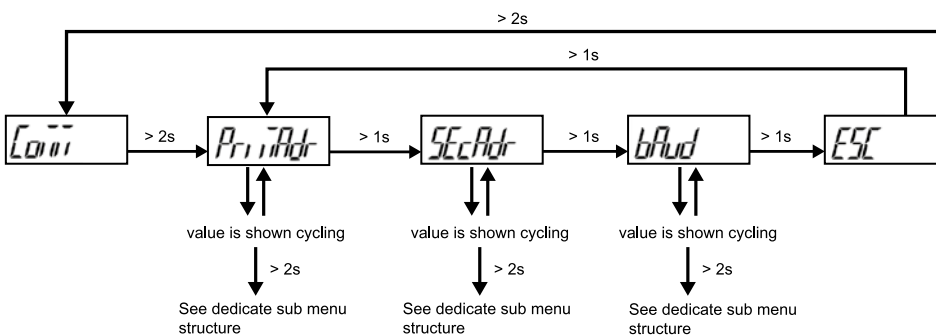 > 2s
> 1s
Comm > 2s PrimAdr > 1s SEcAdr > 1s bAud > 1s ESC
value is shown cycling value is shown cycling value is shown cycling
> 2s > 2s > 2s
See dedicate sub menu See dedicate sub menu See dedicate sub menu
structure structure structure